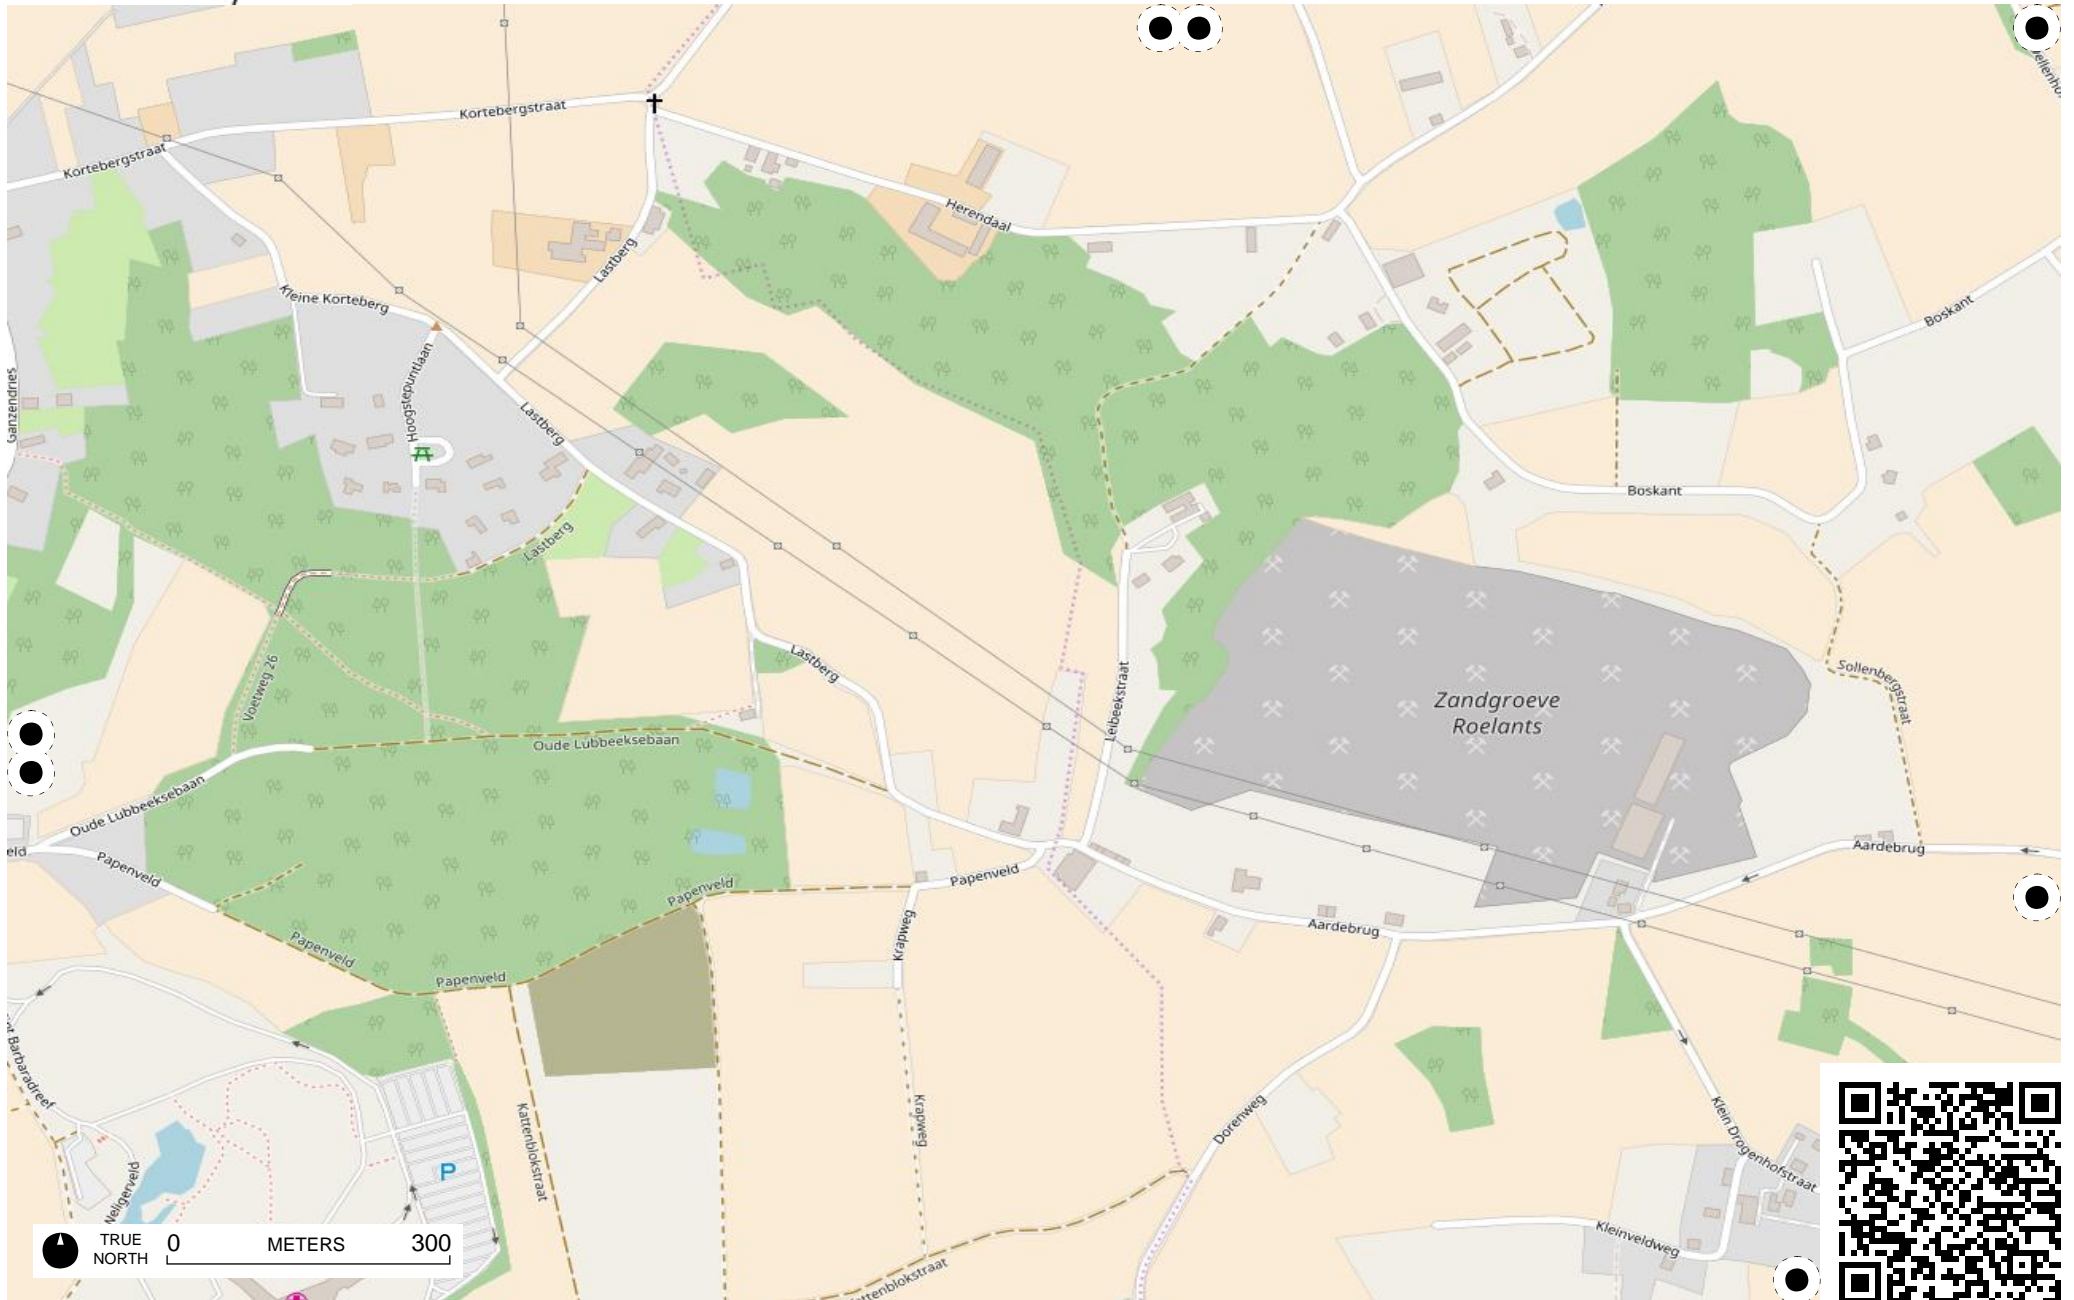 Kortebergstraat
Kortebergstraat
Herendaal
Lastberg
Kleine Korteberg
Hoogstepuntlaan
Ganzendries
Lastberg
Lastberg
Boskant
Boskant
Voetweg 26
Lastberg
Leibeekstraat
Zandgroeve
Roelants
Sollenbergstraat
Oude Lubbeeksebaan
Oude Lubbeeksebaan
Papenveld
Papenveld
Papenveld
Aardebrug
Aardebrug
Krapweg
Papenveld
Papenveld
Krapweg
Kattenblokstraat
Dorenweg
Klein Drogenhofstraat
Kleinveldweg
P
Neligerveld
TRUE
NORTH
0 METERS 300